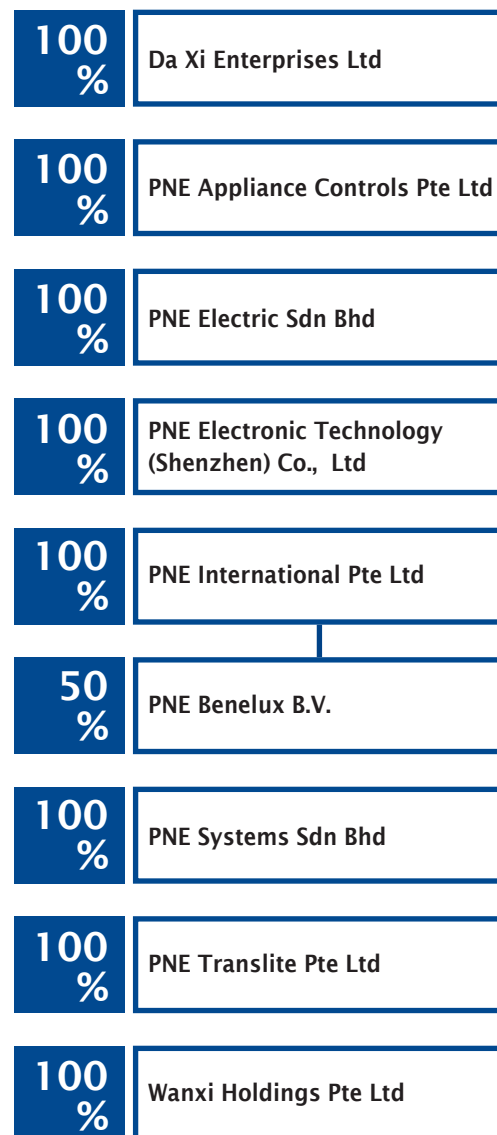 100
%
Da Xi Enterprises Ltd
100
%
PNE Appliance Controls Pte Ltd
100
%
PNE Electric Sdn Bhd
100
%
PNE Electronic Technology
(Shenzhen) Co., Ltd
100
%
PNE International Pte Ltd
50
%
PNE Benelux B.V.
100
%
PNE Systems Sdn Bhd
100
%
PNE Translite Pte Ltd
100
%
Wanxi Holdings Pte Ltd